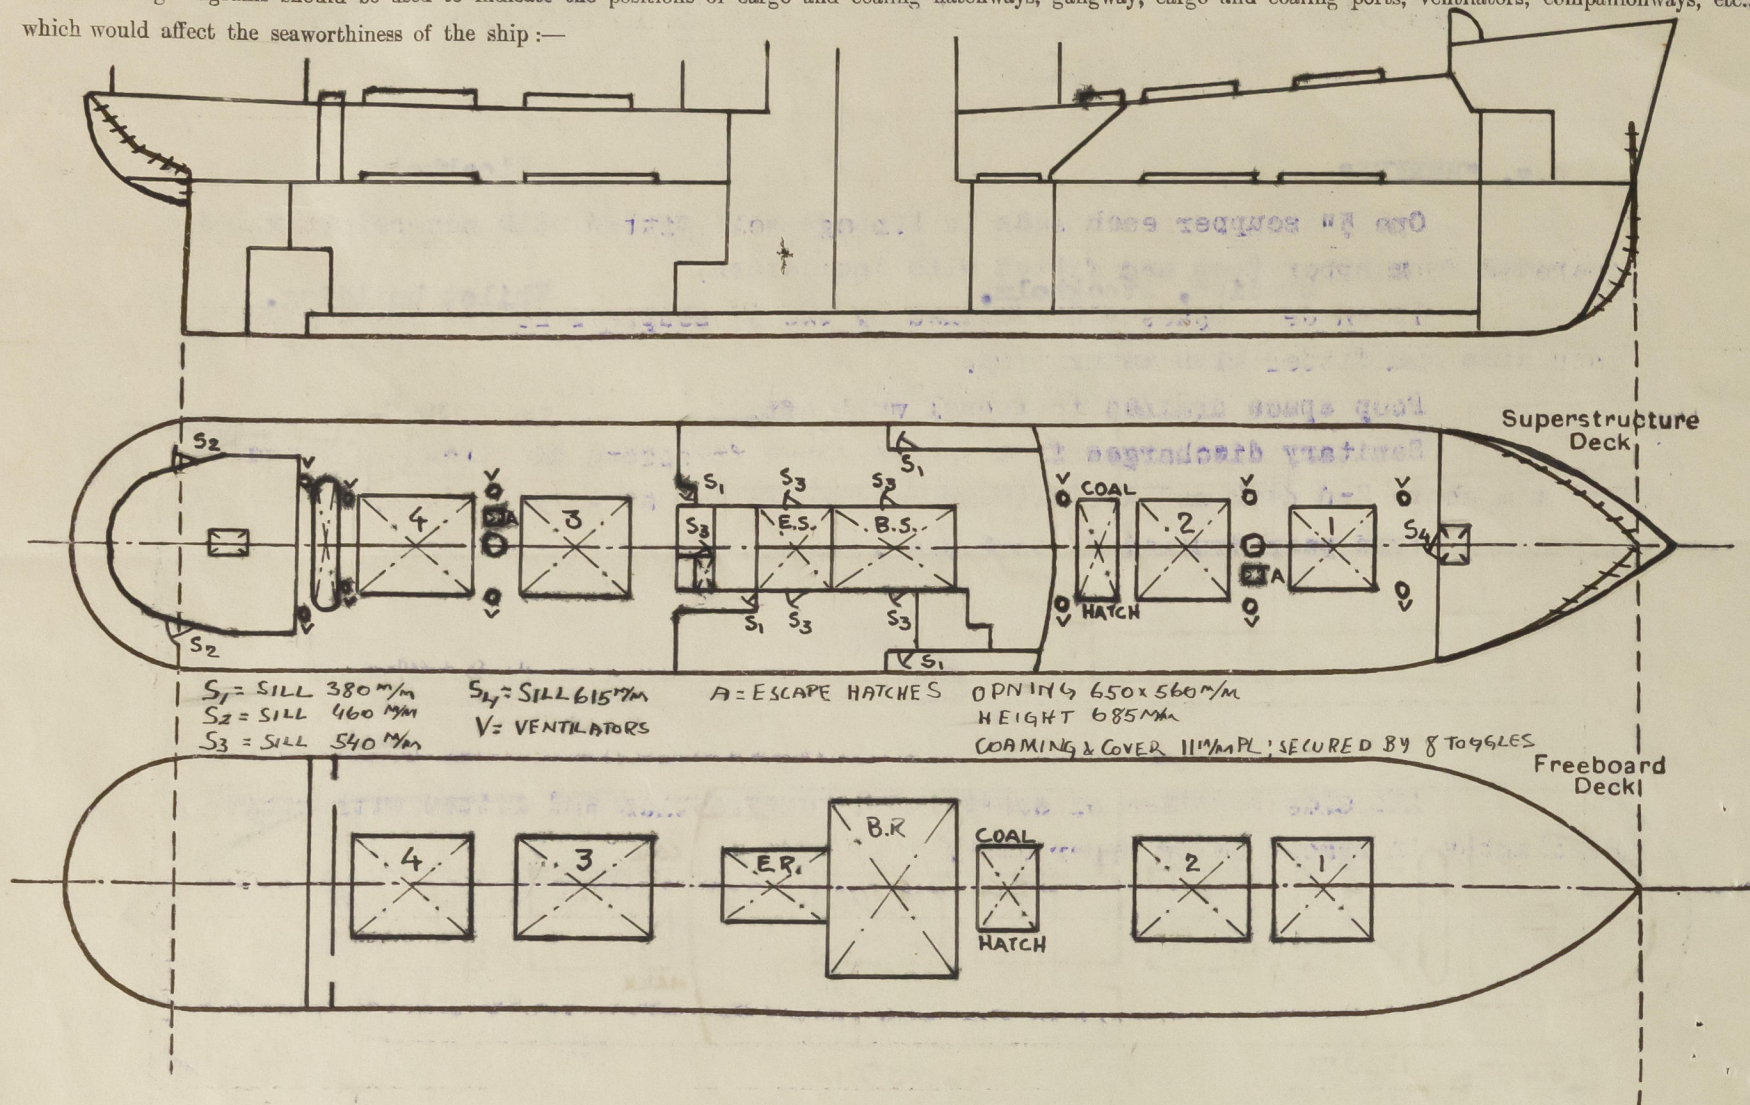 which would affect the seaworthiness of the ship :—
Superstructure
Deck
S2
V V V V V V
S1 S3 S3 S1
COAL
4 A 3 S3 E.S. B.S. 2 1 S4
A
HATCH
V V V V V
S2 S1 S3 S3 S1
S1 = SILL 380 M/M
S2 = SILL 460 M/M
S3 = SILL 540 M/M
S4 = SILL 615 M/M
V = VENTILATORS
A = ESCAPE HATCHES OPNING 650 x 560 M/M
HEIGHT 685 M/M
COAMING & COVER 11 M/M PL; SECURED BY 8 TOGGLES
Freeboard
Deck
B.R
COAL
4 3 E.R. 2 1
HATCH